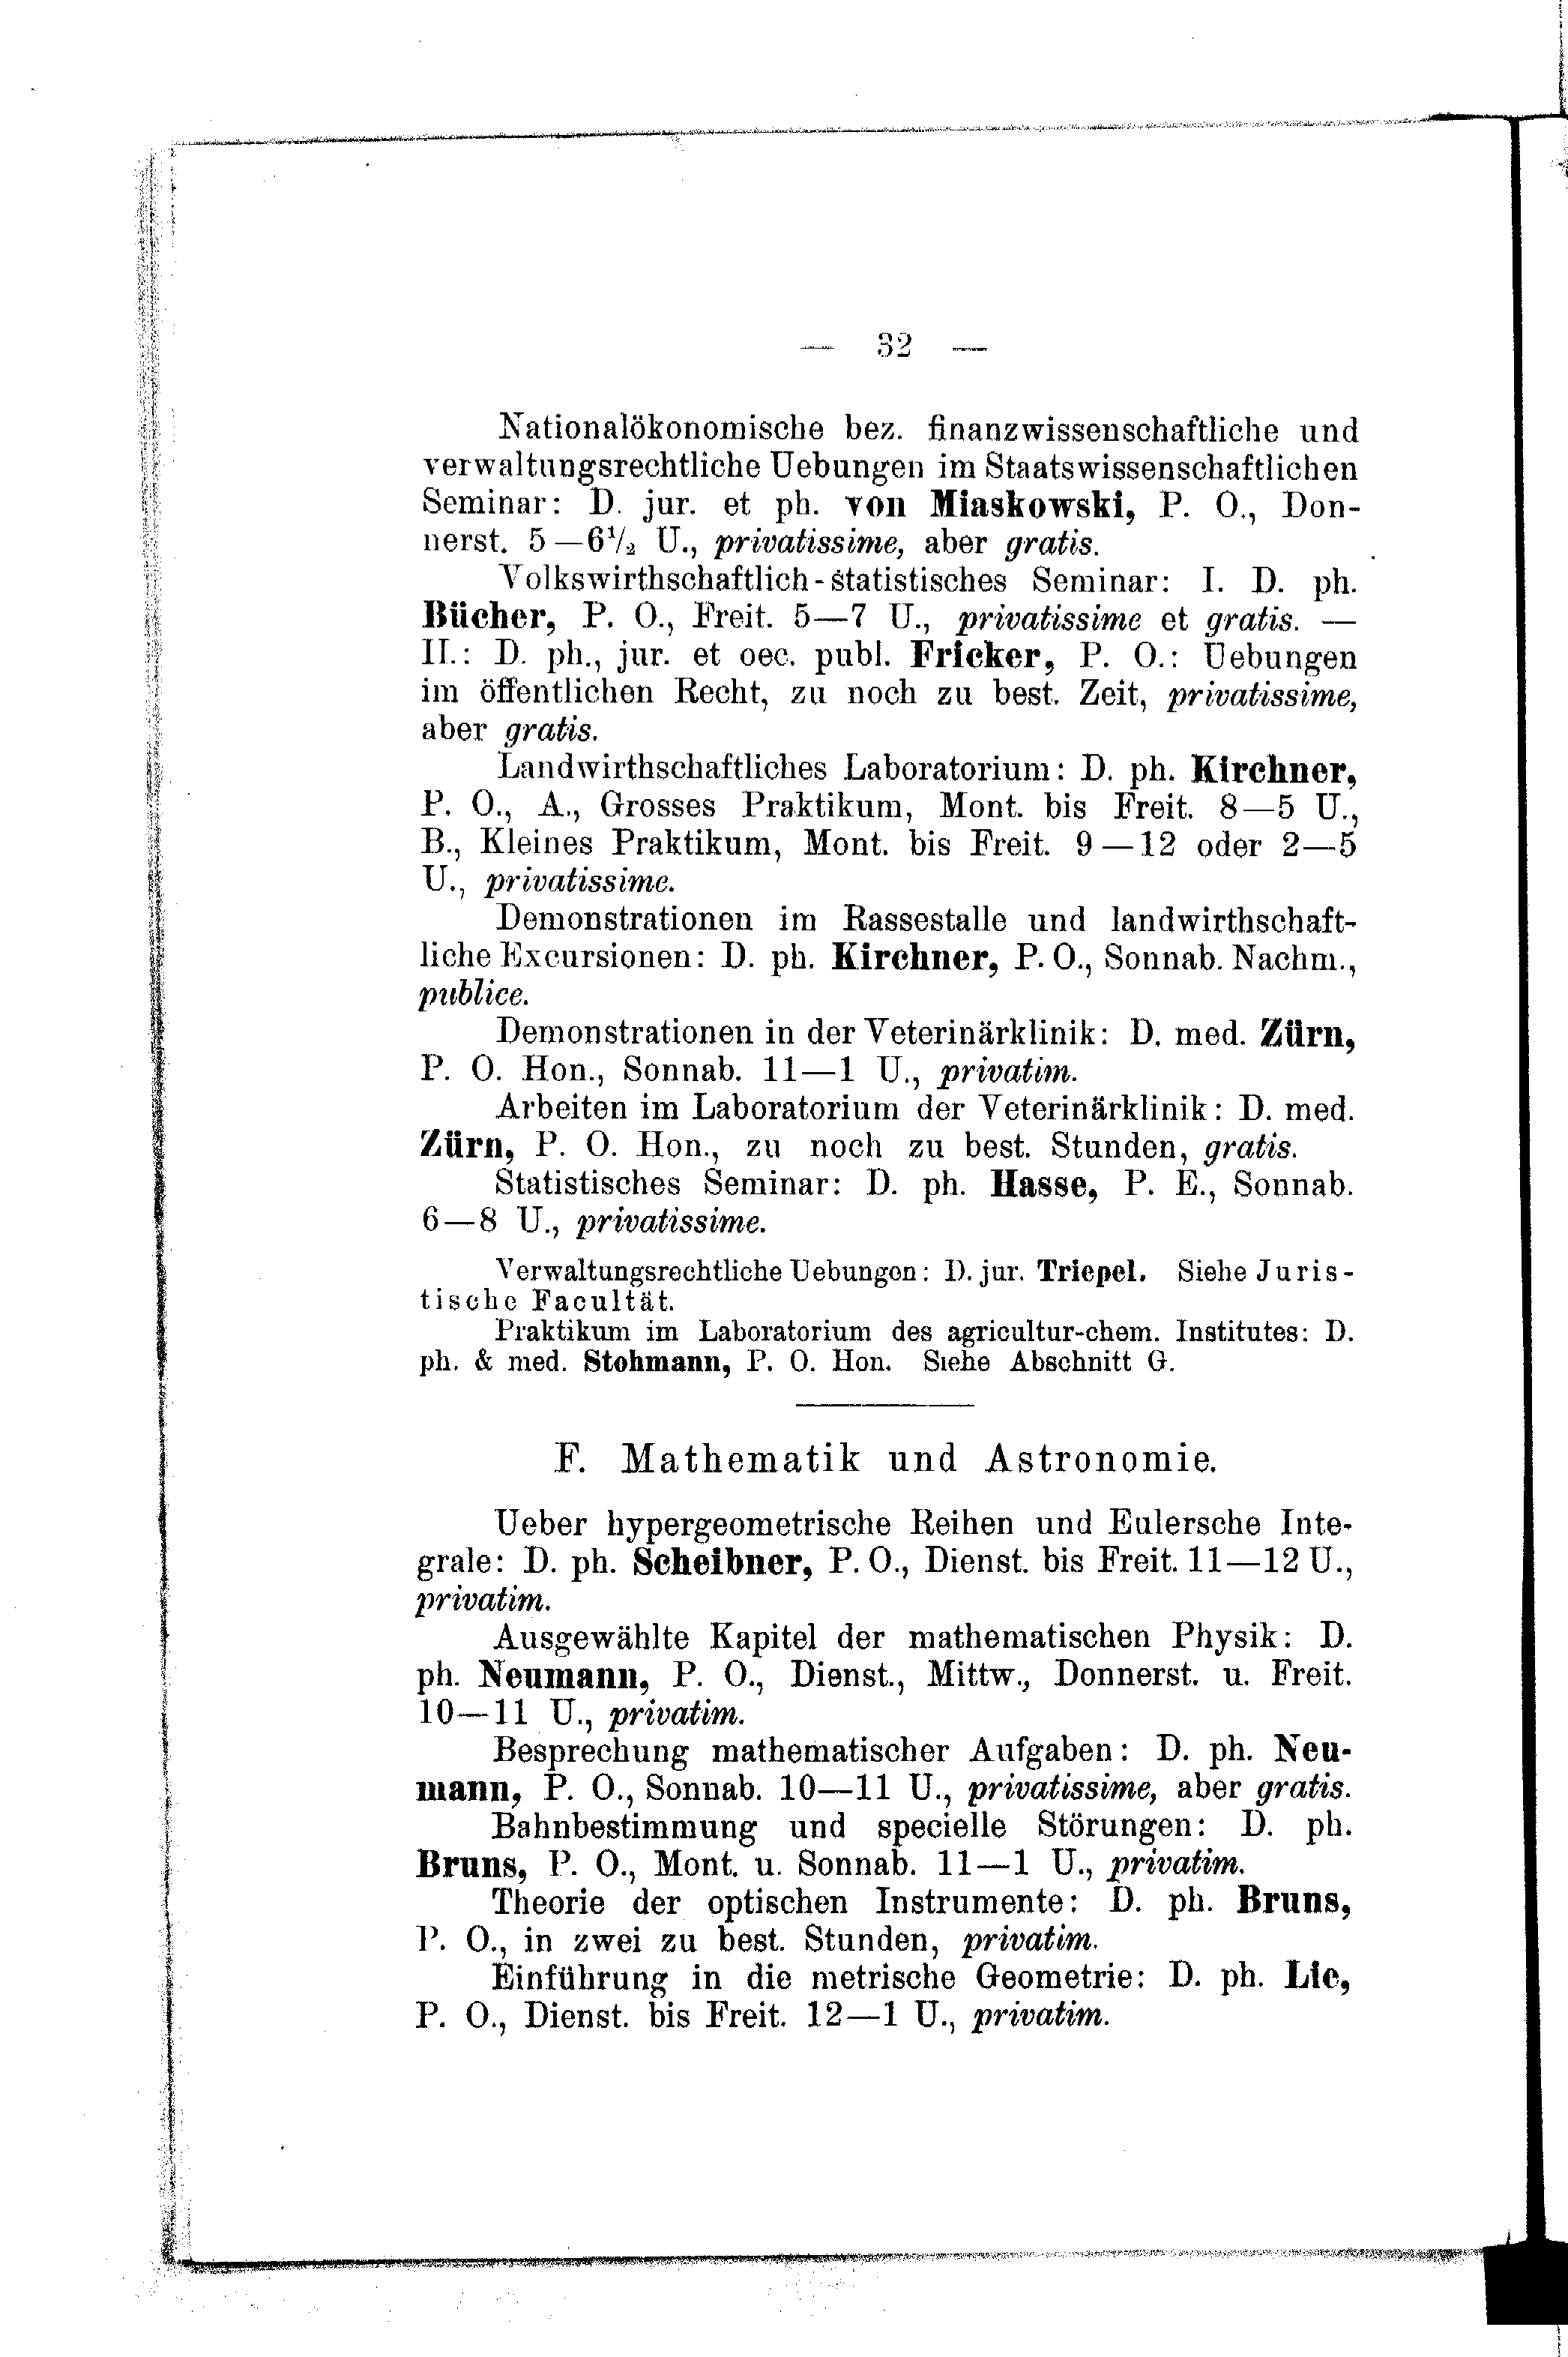 — 32 —
Nationalökonomische bez. finanzwissenschaftliche und
verwaltungsrechtliche Uebungen im Staatswissenschaftlichen
Seminar: D. jur. et ph. von Miaskowski, P. O., Don-
nerst. 5—6½ U., privatissime, aber gratis.
Volkswirthschaftlich-statistisches Seminar: I. D. ph.
Bücher, P. O., Freit. 5—7 U., privatissime et gratis. —
II.: D. ph., jur. et oec. publ. Fricker, P. O.: Uebungen
im öffentlichen Recht, zu noch zu best. Zeit, privatissime,
aber gratis.
Landwirthschaftliches Laboratorium: D. ph. Kirchner,
P. O., A., Grosses Praktikum, Mont. bis Freit. 8—5 U.,
B., Kleines Praktikum, Mont. bis Freit. 9—12 oder 2—5
U., privatissime.
Demonstrationen im Rassestalle und landwirthschaft-
liche Excursionen: D. ph. Kirchner, P. O., Sonnab. Nachm.,
publice.
Demonstrationen in der Veterinärklinik: D. med. Zürn,
P. O. Hon., Sonnab. 11—1 U., privatim.
Arbeiten im Laboratorium der Veterinärklinik: D. med.
Zürn, P. O. Hon., zu noch zu best. Stunden, gratis.
Statistisches Seminar: D. ph. Hasse, P. E., Sonnab.
6—8 U., privatissime.
Verwaltungsrechtliche Uebungen: D. jur. Triepel. Siehe Juris-
tische Facultät.
Praktikum im Laboratorium des agricultur-chem. Institutes: D.
ph. & med. Stohmann, P. O. Hon. Siehe Abschnitt G.
F. Mathematik und Astronomie.
Ueber hypergeometrische Reihen und Eulersche Inte-
grale: D. ph. Scheibner, P. O., Dienst. bis Freit. 11—12 U.,
privatim.
Ausgewählte Kapitel der mathematischen Physik: D.
ph. Neumann, P. O., Dienst., Mittw., Donnerst. u. Freit.
10—11 U., privatim.
Besprechung mathematischer Aufgaben: D. ph. Neu-
mann, P. O., Sonnab. 10—11 U., privatissime, aber gratis.
Bahnbestimmung und specielle Störungen: D. ph.
Bruns, P. O., Mont. u. Sonnab. 11—1 U., privatim.
Theorie der optischen Instrumente: D. ph. Bruns,
P. O., in zwei zu best. Stunden, privatim.
Einführung in die metrische Geometrie: D. ph. Lie,
P. O., Dienst. bis Freit. 12—1 U., privatim.